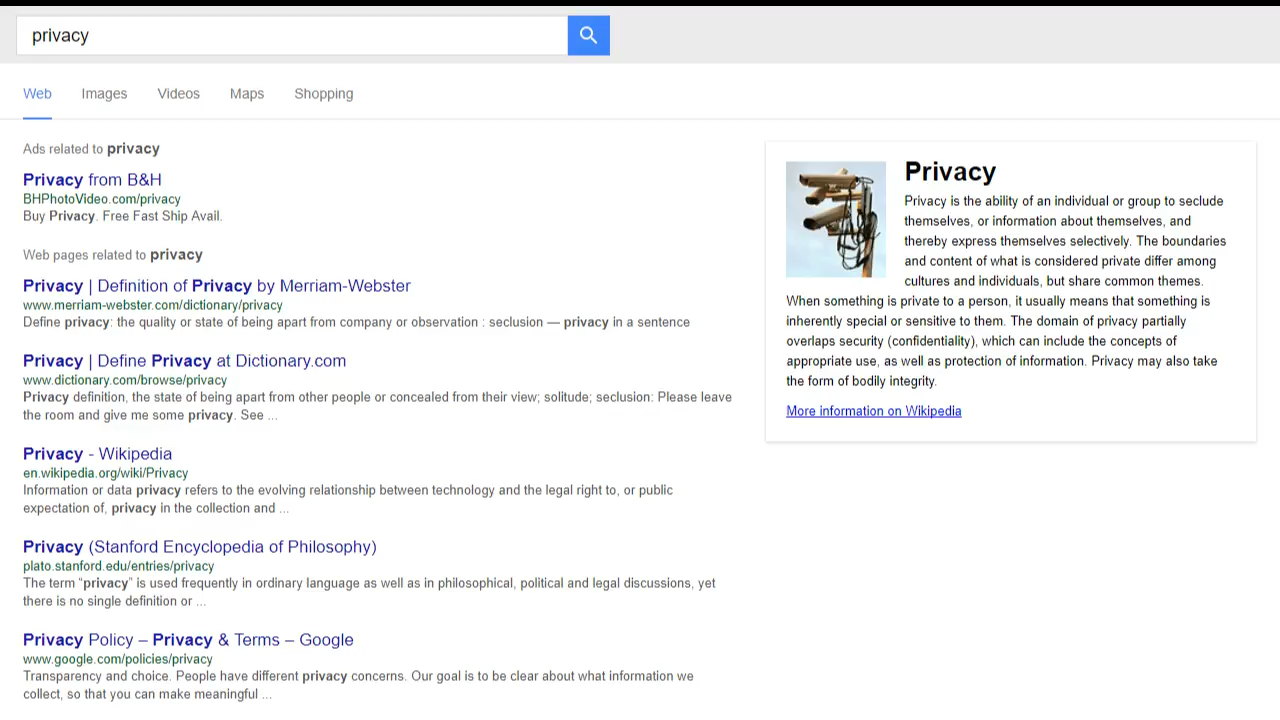 privacy
Web Images Videos Maps Shopping
Ads related to privacy
Privacy from B&H
BHPhotoVideo.com/privacy
Buy Privacy. Free Fast Ship Avail.
Web pages related to privacy
Privacy | Definition of Privacy by Merriam-Webster
www.merriam-webster.com/dictionary/privacy
Define privacy: the quality or state of being apart from company or observation : seclusion — privacy in a sentence
Privacy | Define Privacy at Dictionary.com
www.dictionary.com/browse/privacy
Privacy definition, the state of being apart from other people or concealed from their view; solitude; seclusion: Please leave
the room and give me some privacy. See ...
Privacy - Wikipedia
en.wikipedia.org/wiki/Privacy
Information or data privacy refers to the evolving relationship between technology and the legal right to, or public
expectation of, privacy in the collection and ...
Privacy (Stanford Encyclopedia of Philosophy)
plato.stanford.edu/entries/privacy
The term “privacy” is used frequently in ordinary language as well as in philosophical, political and legal discussions, yet
there is no single definition or ...
Privacy Policy – Privacy & Terms – Google
www.google.com/policies/privacy
Transparency and choice. People have different privacy concerns. Our goal is to be clear about what information we
collect, so that you can make meaningful ...
Privacy
Privacy is the ability of an individual or group to seclude
themselves, or information about themselves, and
thereby express themselves selectively. The boundaries
and content of what is considered private differ among
cultures and individuals, but share common themes.
When something is private to a person, it usually means that something is
inherently special or sensitive to them. The domain of privacy partially
overlaps security (confidentiality), which can include the concepts of
appropriate use, as well as protection of information. Privacy may also take
the form of bodily integrity.
More information on Wikipedia